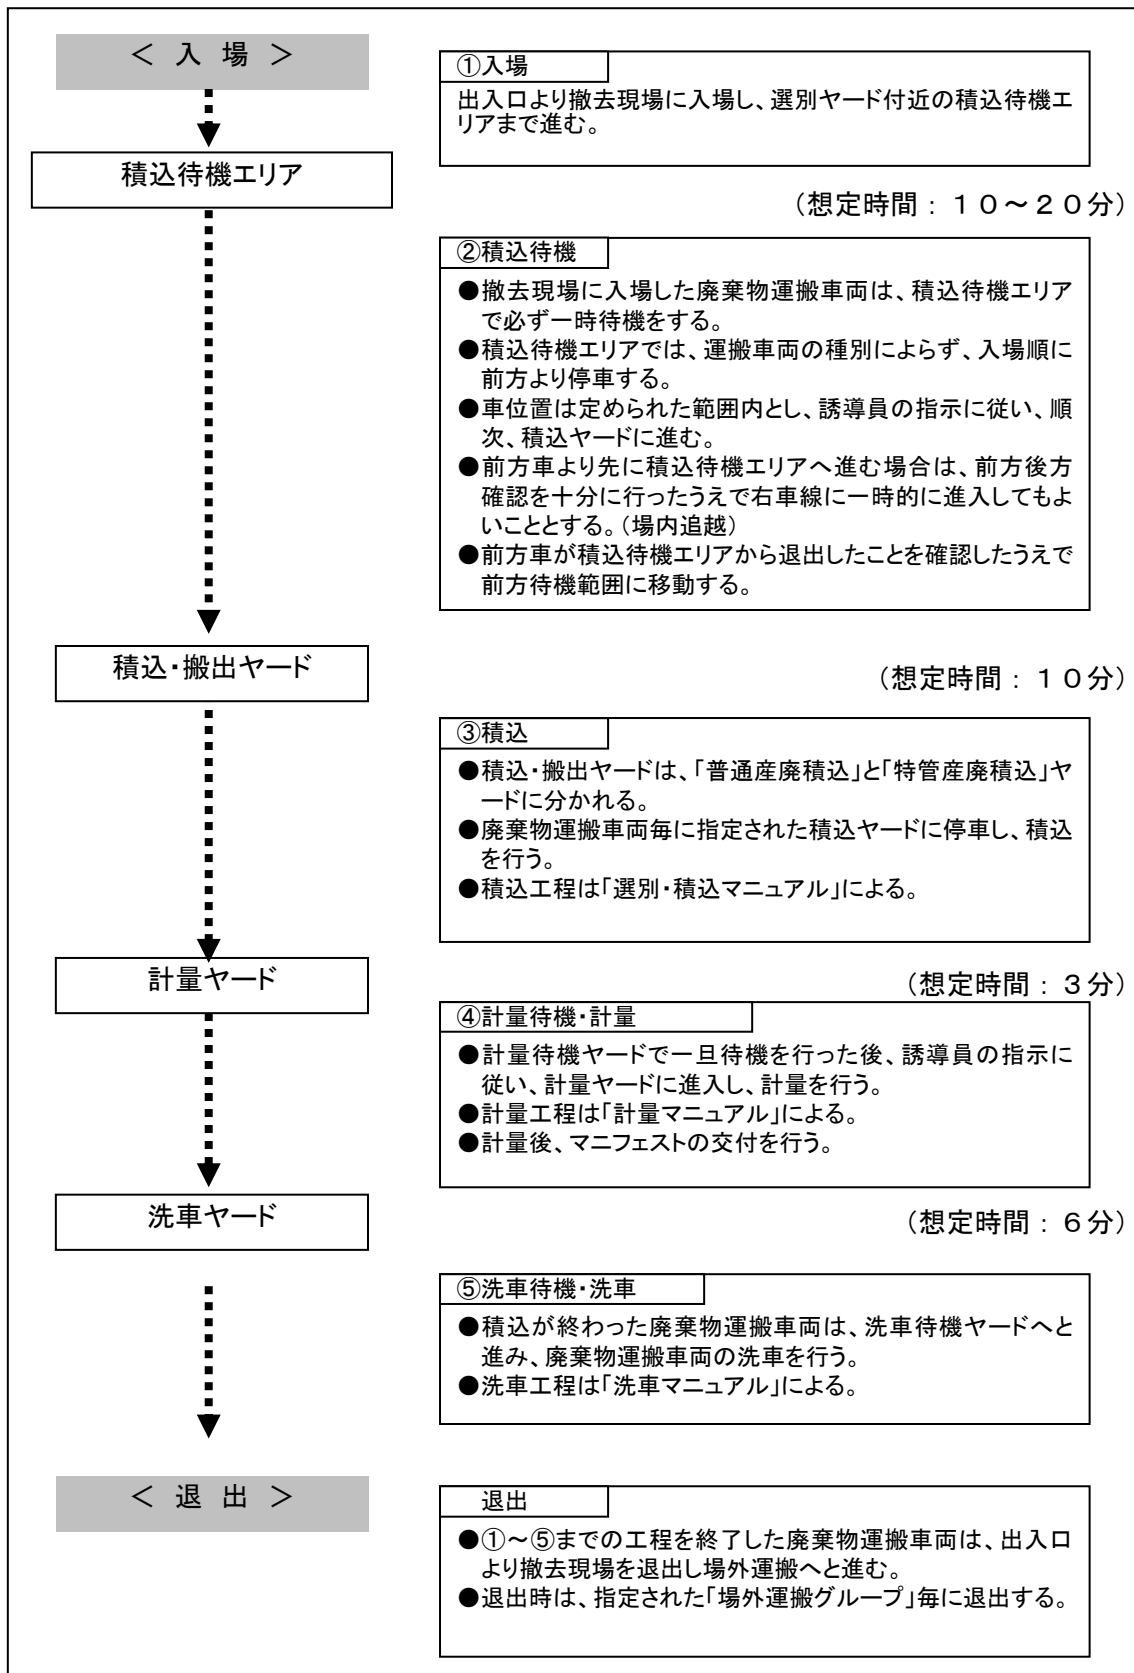 ＜ 入 場 ＞
①入場
出入口より撤去現場に入場し、選別ヤード付近の積込待機エ
リアまで進む。
積込待機エリア
（想定時間：１０～２０分）
②積込待機
●撤去現場に入場した廃棄物運搬車両は、積込待機エリア
で必ず一時待機をする。
●積込待機エリアでは、運搬車両の種別によらず、入場順に
前方より停車する。
●車位置は定められた範囲内とし、誘導員の指示に従い、順
次、積込ヤードに進む。
●前方車より先に積込待機エリアへ進む場合は、前方後方
確認を十分に行ったうえで右車線に一時的に進入してもよ
いこととする。（場内追越）
●前方車が積込待機エリアから退出したことを確認したうえで
前方待機範囲に移動する。
積込・搬出ヤード
（想定時間：１０分）
③積込
●積込・搬出ヤードは、「普通産廃積込」と「特管産廃積込」ヤ
ードに分かれる。
●廃棄物運搬車両毎に指定された積込ヤードに停車し、積込
を行う。
●積込工程は「選別・積込マニュアル」による。
計量ヤード
（想定時間：３分）
④計量待機・計量
●計量待機ヤードで一旦待機を行った後、誘導員の指示に
従い、計量ヤードに進入し、計量を行う。
●計量工程は「計量マニュアル」による。
●計量後、マニフェストの交付を行う。
洗車ヤード
（想定時間：６分）
⑤洗車待機・洗車
●積込が終わった廃棄物運搬車両は、洗車待機ヤードへと
進み、廃棄物運搬車両の洗車を行う。
●洗車工程は「洗車マニュアル」による。
＜ 退 出 ＞
退出
●①～⑤までの工程を終了した廃棄物運搬車両は、出入口
より撤去現場を退出し場外運搬へと進む。
●退出時は、指定された「場外運搬グループ」毎に退出する。